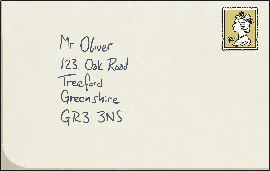 Mr Oliver
123 Oak Road
Treeford
Greenshire
GR3 3NS